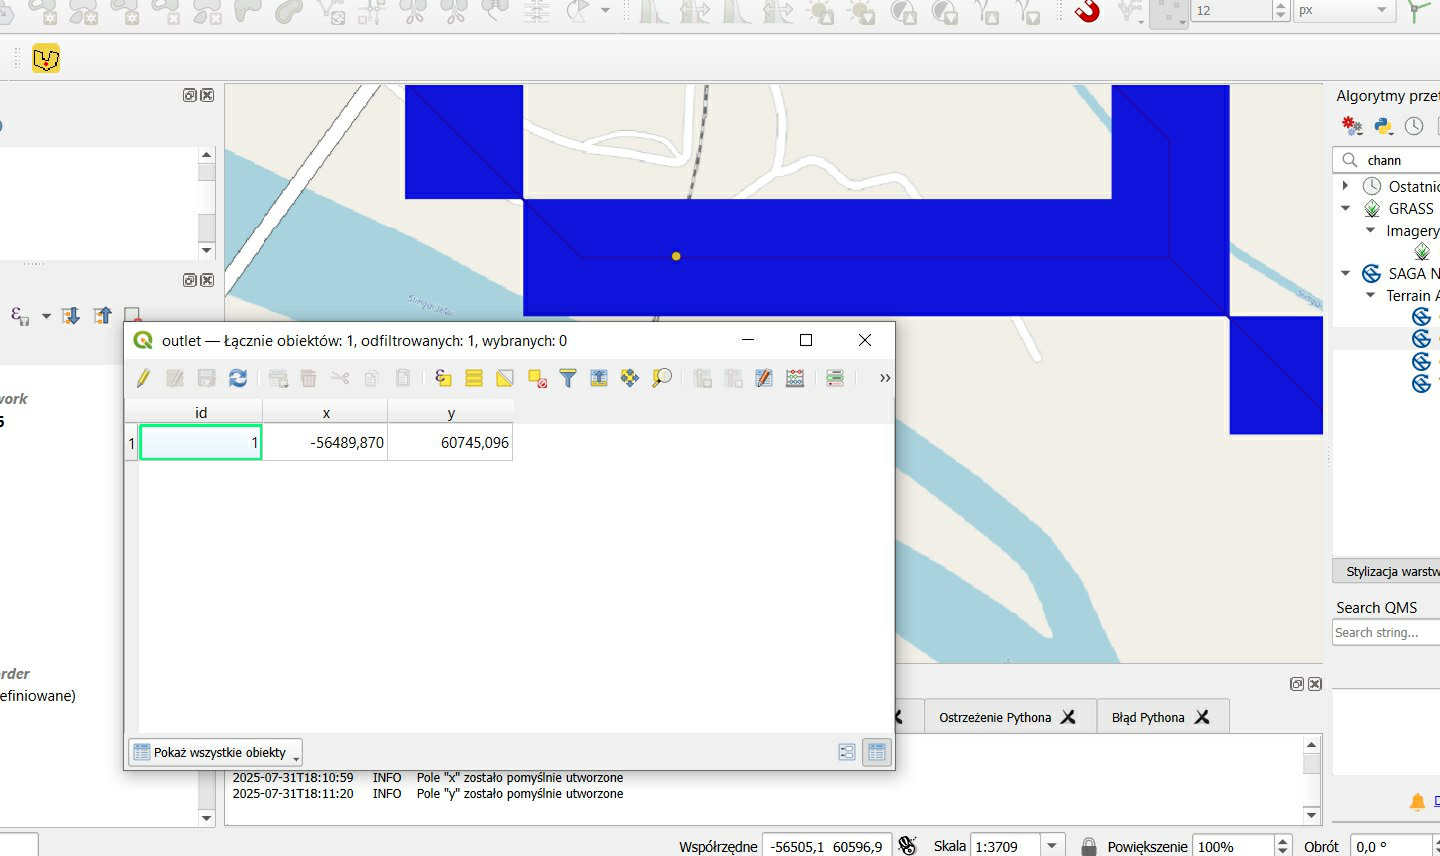 12
px
Algorytmy przet
chann
Ostatnio
GRASS
Imagery
SAGA N
Terrain A
outlet — Łącznie obiektów: 1, odfiltrowanych: 1, wybranych: 0
ε
»
id x y
1 1 -56489,870 60745,096
work
5
rder
efiniowane)
Stylizacja warstw
Search QMS
Search string...
Ostrzeżenie Pythona
Błąd Pythona
Pokaż wszystkie obiekty
2025-07-31T18:10:59 INFO Pole "x" zostało pomyślnie utworzone
2025-07-31T18:11:20 INFO Pole "y" zostało pomyślnie utworzone
Współrzędne -56505,1 60596,9 Skala 1:3709 Powiększenie 100% Obrót 0,0 °